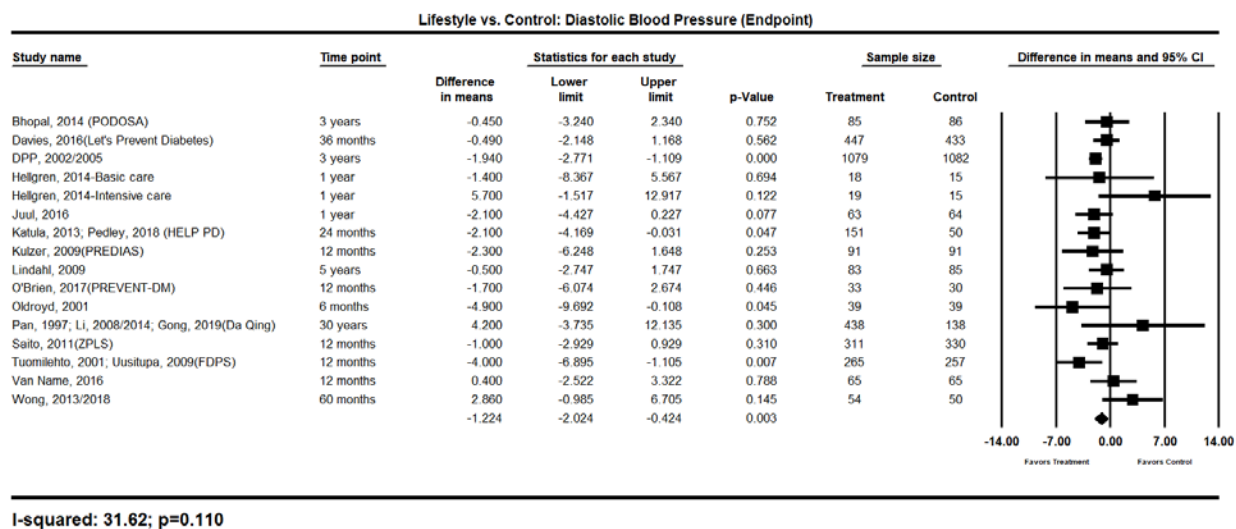 Lifestyle vs. Control: Diastolic Blood Pressure (Endpoint)
Study name Time point Statistics for each study Sample size Difference in means and 95% CI
Difference in means Lower limit Upper limit p-Value Treatment Control
Bhopal, 2014 (PODOSA) 3 years -0.450 -3.240 2.340 0.752 85 86
Davies, 2016(Let's Prevent Diabetes) 36 months -0.490 -2.148 1.168 0.562 447 433
DPP, 2002/2005 3 years -1.940 -2.771 -1.109 0.000 1079 1082
Hellgren, 2014-Basic care 1 year -1.400 -8.367 5.567 0.694 18 15
Hellgren, 2014-Intensive care 1 year 5.700 -1.517 12.917 0.122 19 15
Juul, 2016 1 year -2.100 -4.427 0.227 0.077 63 64
Katula, 2013; Pedley, 2018 (HELP PD) 24 months -2.100 -4.169 -0.031 0.047 151 50
Kulzer, 2009(PREDIAS) 12 months -2.300 -6.248 1.648 0.253 91 91
Lindahl, 2009 5 years -0.500 -2.747 1.747 0.663 83 85
O'Brien, 2017(PREVENT-DM) 12 months -1.700 -6.074 2.674 0.446 33 30
Oldroyd, 2001 6 months -4.900 -9.692 -0.108 0.045 39 39
Pan, 1997; Li, 2008/2014; Gong, 2019(Da Qing) 30 years 4.200 -3.735 12.135 0.300 438 138
Saito, 2011(ZPLS) 12 months -1.000 -2.929 0.929 0.310 311 330
Tuomilehto, 2001; Uusitupa, 2009(FDPS) 12 months -4.000 -6.895 -1.105 0.007 265 257
Van Name, 2016 12 months 0.400 -2.522 3.322 0.788 65 65
Wong, 2013/2018 60 months 2.860 -0.985 6.705 0.145 54 50
-1.224 -2.024 -0.424 0.003
-14.00 -7.00 0.00 7.00 14.00
Favors Treatment Favors Control
I-squared: 31.62; p=0.110